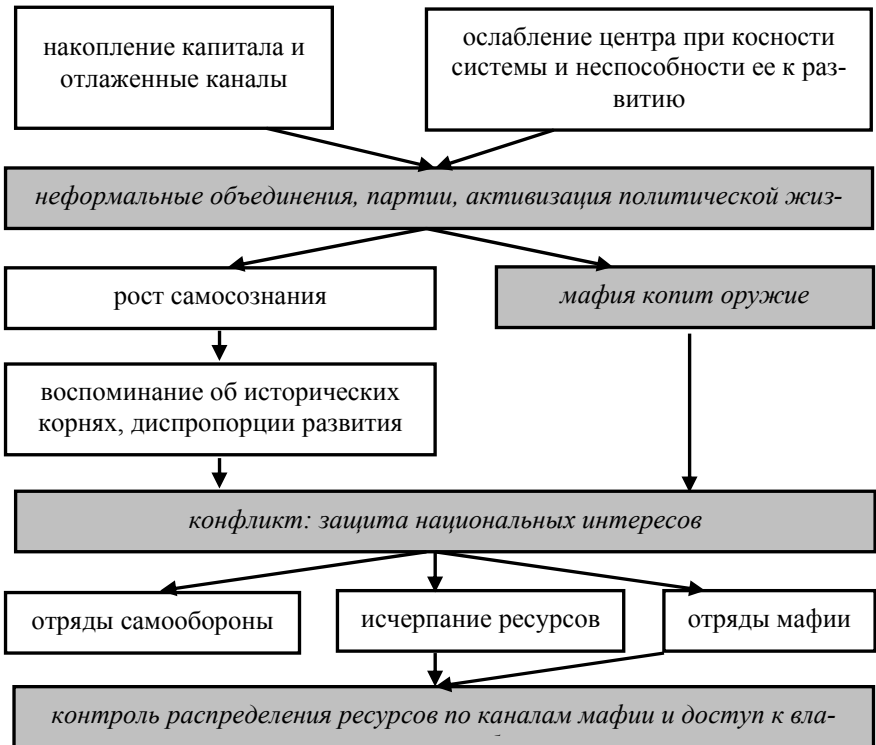 накопление капитала и
отлаженные каналы
ослабление центра при косности
системы и неспособности ее к раз-
витию
неформальные объединения, партии, активизация политической жиз-
рост самосознания
мафия копит оружие
воспоминание об исторических
корнях, диспропорции развития
конфликт: защита национальных интересов
отряды самообороны
исчерпание ресурсов
отряды мафии
контроль распределения ресурсов по каналам мафии и доступ к вла-